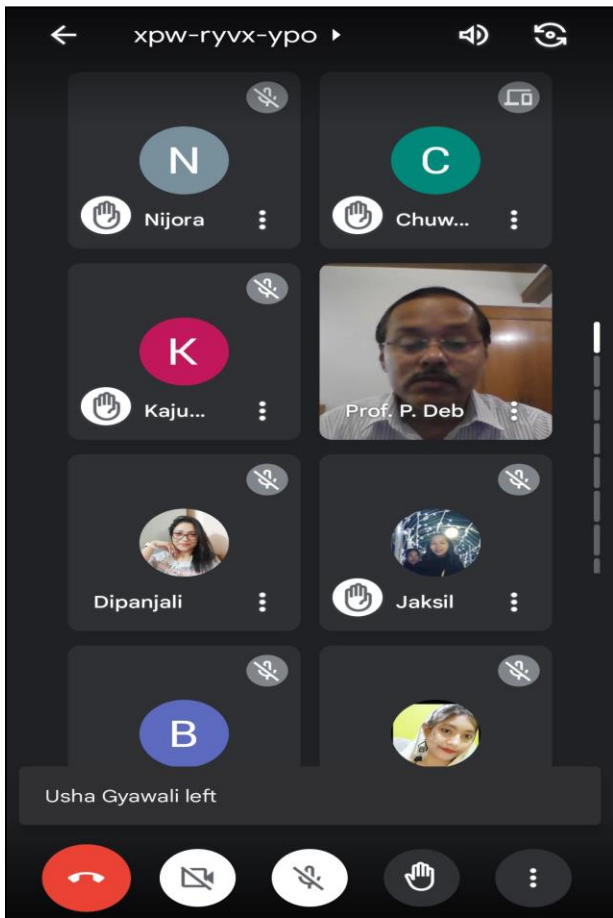 xpw-ryvx-ypo
N
C
Nijora
Chuw...
K
Kaju...
Prof. P. Deb
Dipanjali
Jaksil
B
Usha Gyawali left